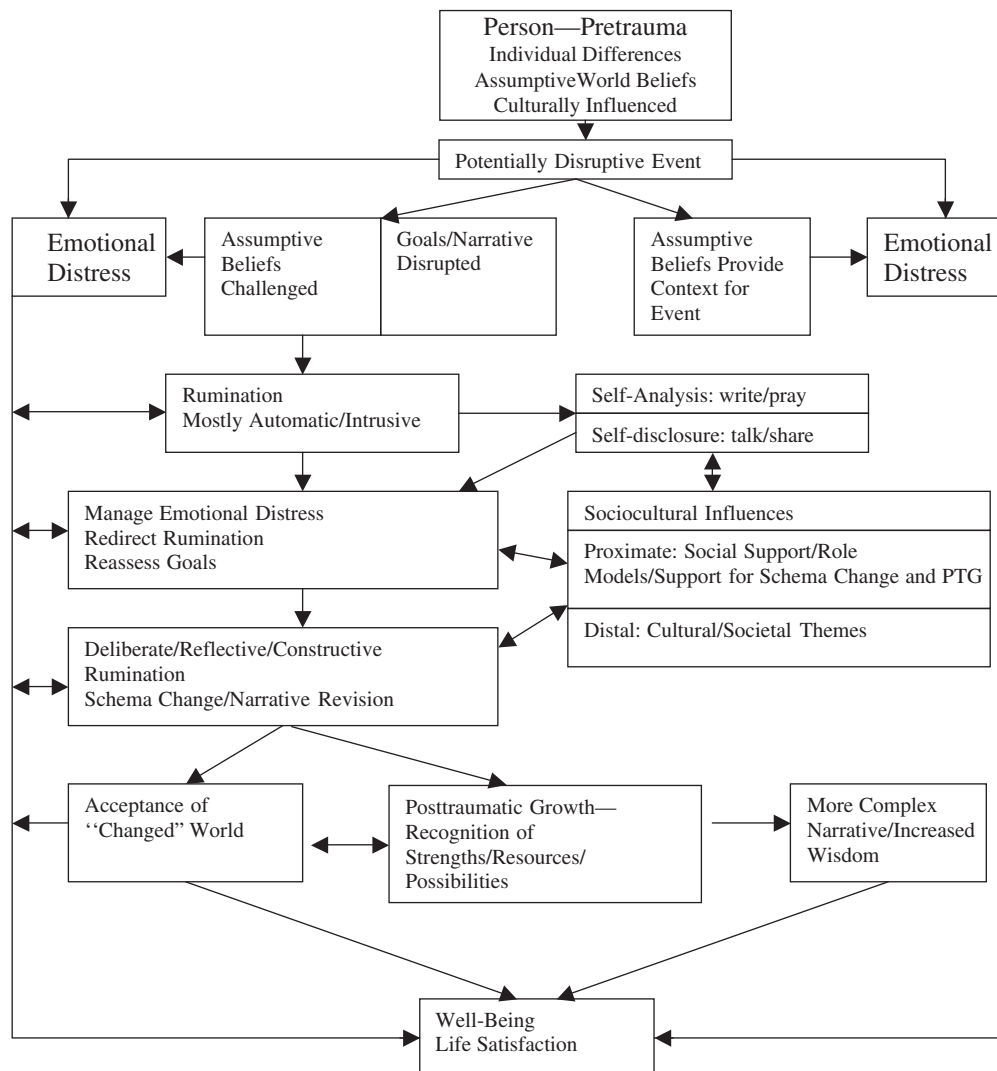 Person—Pretrauma
Individual Differences
AssumptiveWorld Beliefs
Culturally Influenced
Potentially Disruptive Event
Emotional
Distress
Assumptive
Beliefs
Challenged
Goals/Narrative
Disrupted
Assumptive
Beliefs Provide
Context for
Event
Emotional
Distress
Rumination
Mostly Automatic/Intrusive
Self-Analysis: write/pray
Self-disclosure: talk/share
Manage Emotional Distress
Redirect Rumination
Reassess Goals
Sociocultural Influences
Proximate: Social Support/Role
Models/Support for Schema Change and PTG
Distal: Cultural/Societal Themes
Deliberate/Reflective/Constructive
Rumination
Schema Change/Narrative Revision
Acceptance of
‘‘Changed” World
Posttraumatic Growth—
Recognition of
Strengths/Resources/
Possibilities
More Complex
Narrative/Increased
Wisdom
Well-Being
Life Satisfaction